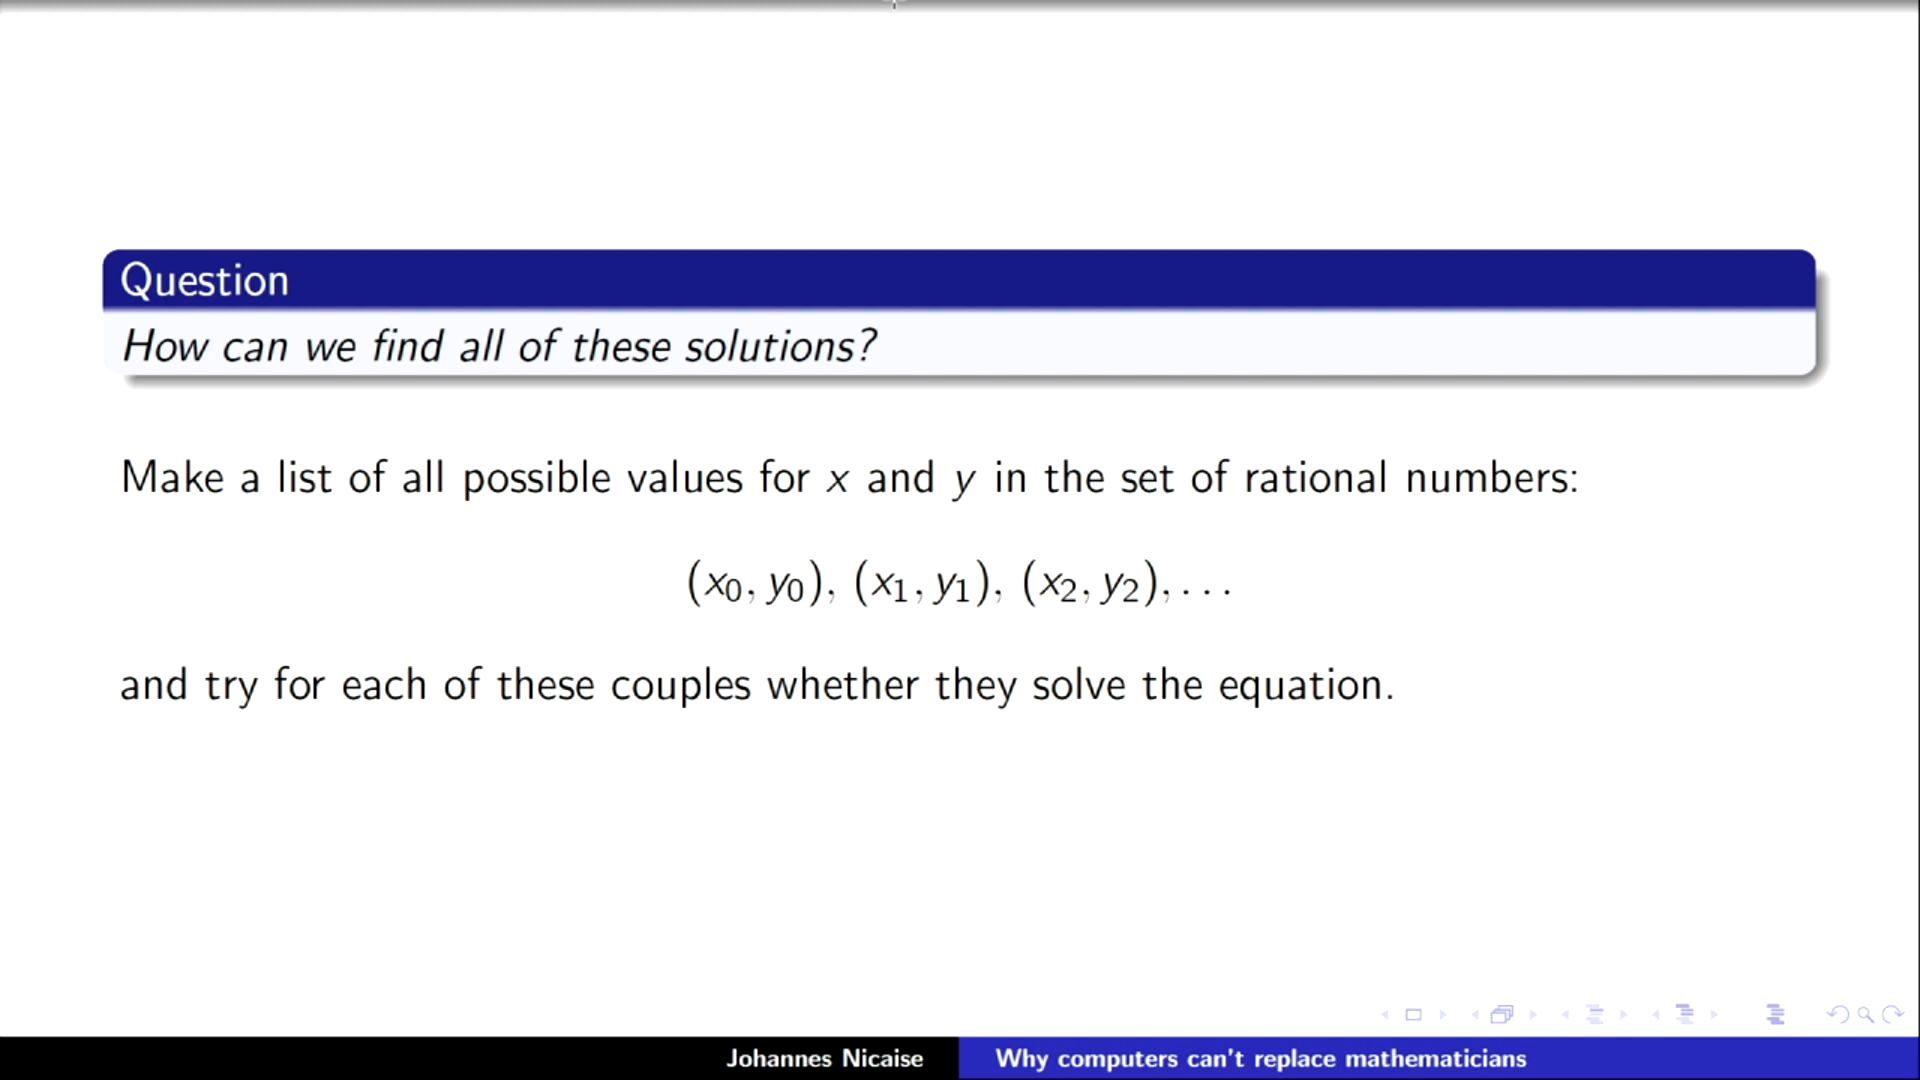 Question
How can we find all of these solutions?
Make a list of all possible values for x and y in the set of rational numbers:
(x₀, y₀), (x₁, y₁), (x₂, y₂), . . .
and try for each of these couples whether they solve the equation.
Johannes Nicaise
Why computers can't replace mathematicians